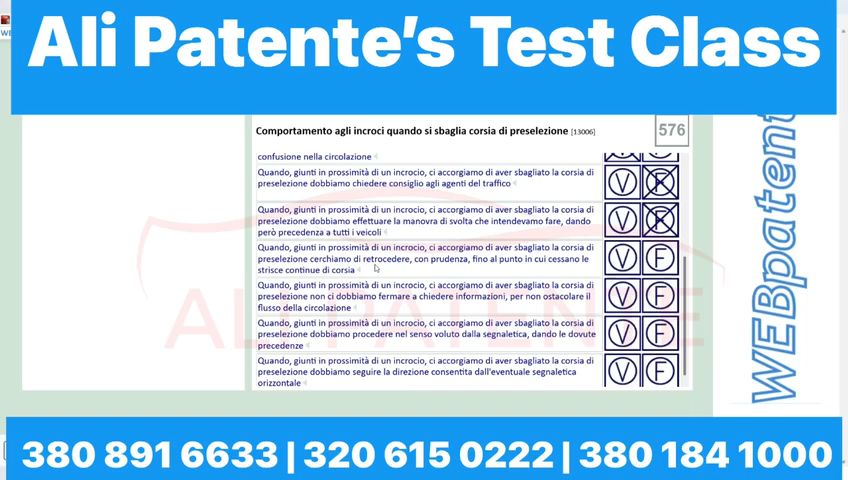 Ali Patente's Test Class
WE
Comportamento agli incroci quando si sbaglia corsia di preselezione [13006]
576
confusione nella circolazione
Quando, giunti in prossimità di un incrocio, ci accorgiamo di aver sbagliato la corsia di
preselezione dobbiamo chiedere consiglio agli agenti del traffico
V F
Quando, giunti in prossimità di un incrocio, ci accorgiamo di aver sbagliato la corsia di
preselezione dobbiamo effettuare la manovra di svolta che intendevamo fare, dando
però precedenza a tutti i veicoli
V F
Quando, giunti in prossimità di un incrocio, ci accorgiamo di aver sbagliato la corsia di
preselezione cerchiamo di retrocedere, con prudenza, fino al punto in cui cessano le
strisce continue di corsia
V F
Quando, giunti in prossimità di un incrocio, ci accorgiamo di aver sbagliato la corsia di
preselezione non ci dobbiamo fermare a chiedere informazioni, per non ostacolare il
flusso della circolazione
V F
Quando, giunti in prossimità di un incrocio, ci accorgiamo di aver sbagliato la corsia di
preselezione dobbiamo procedere nel senso voluto dalla segnaletica, dando le dovute
precedenze
V F
Quando, giunti in prossimità di un incrocio, ci accorgiamo di aver sbagliato la corsia di
preselezione dobbiamo seguire la direzione consentita dall'eventuale segnaletica
orizzontale
V F
ALI PATENTE
WEBpatent
380 891 6633 | 320 615 0222 | 380 184 1000